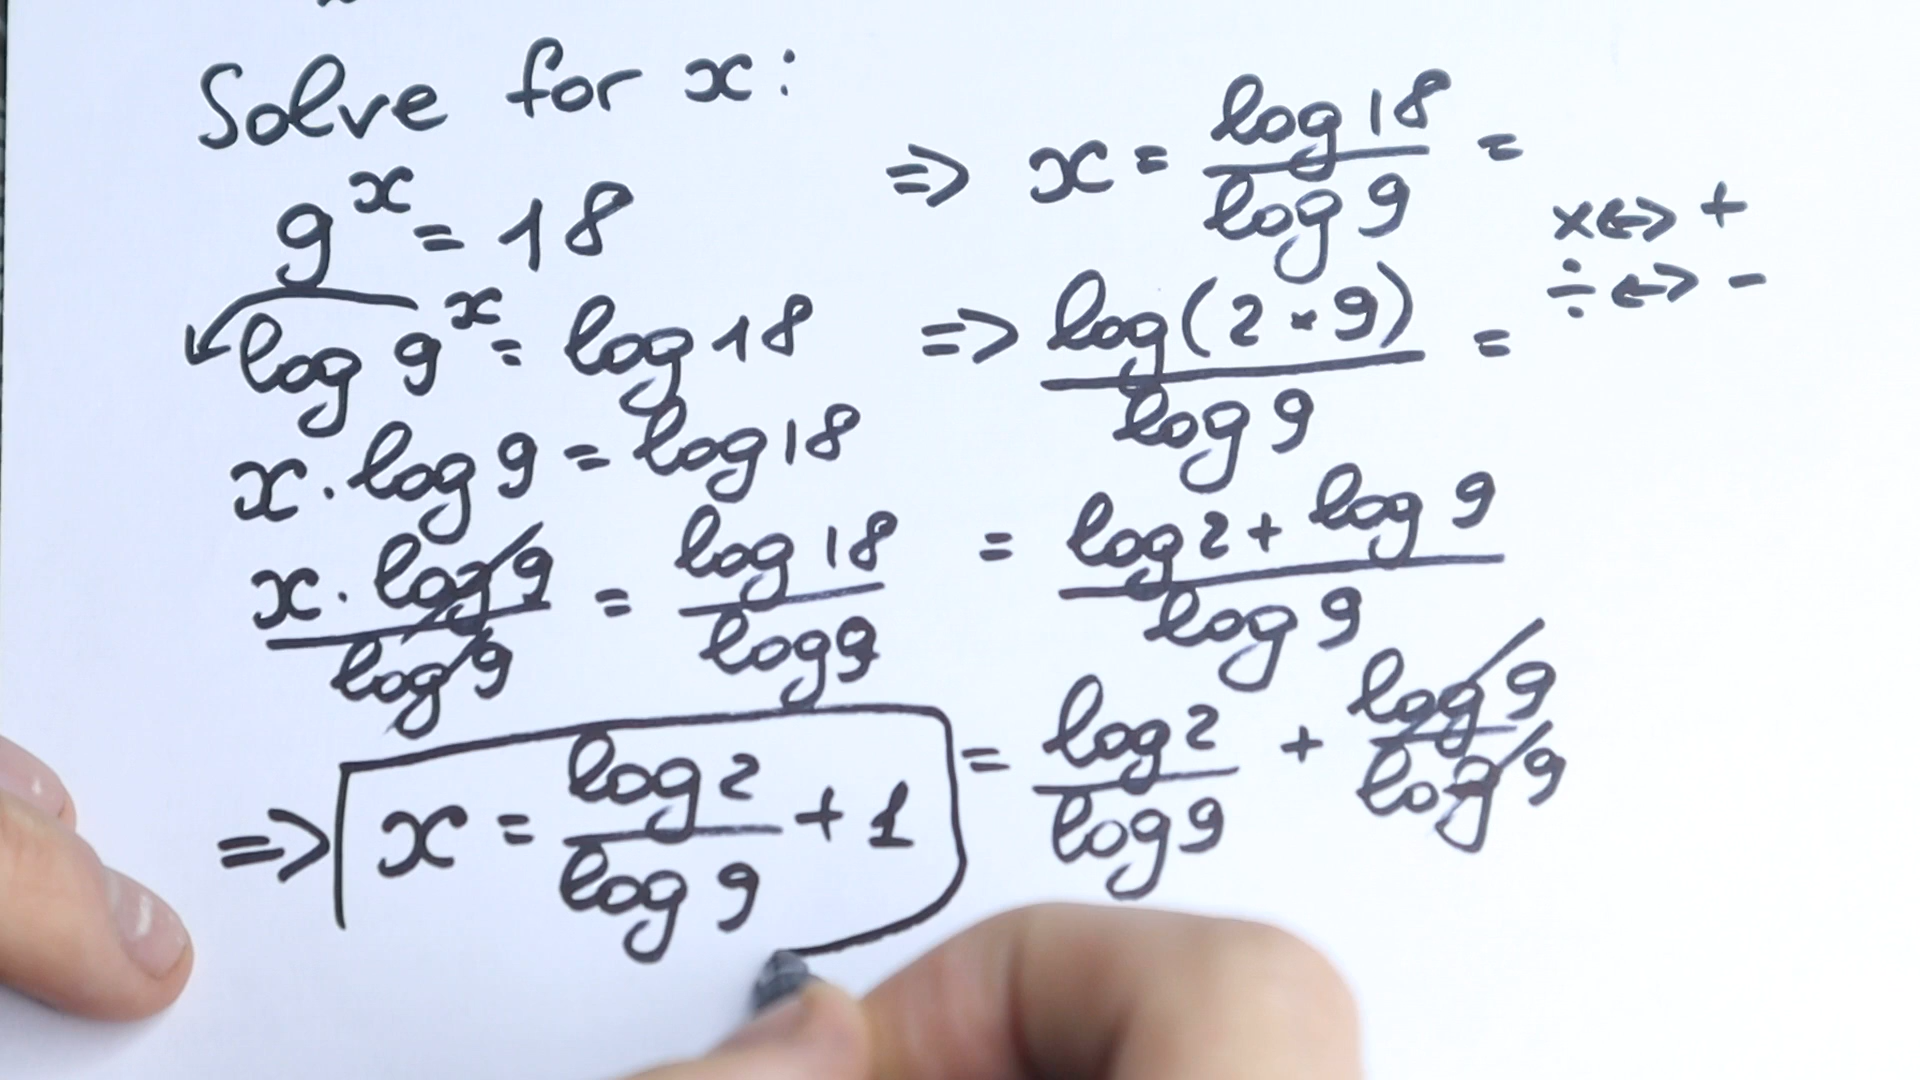 Solve for x:
9^x = 18
log 9^x = log 18
x · log 9 = log 18
x · log 9 / log 9 = log 18 / log 9
=> x = log 18 / log 9 =
=> log (2 · 9) / log 9 =
x <=> +
÷ <=> -
= log 2 + log 9 / log 9
= log 2 / log 9 + log 9 / log 9
=> x = log 2 / log 9 + 1